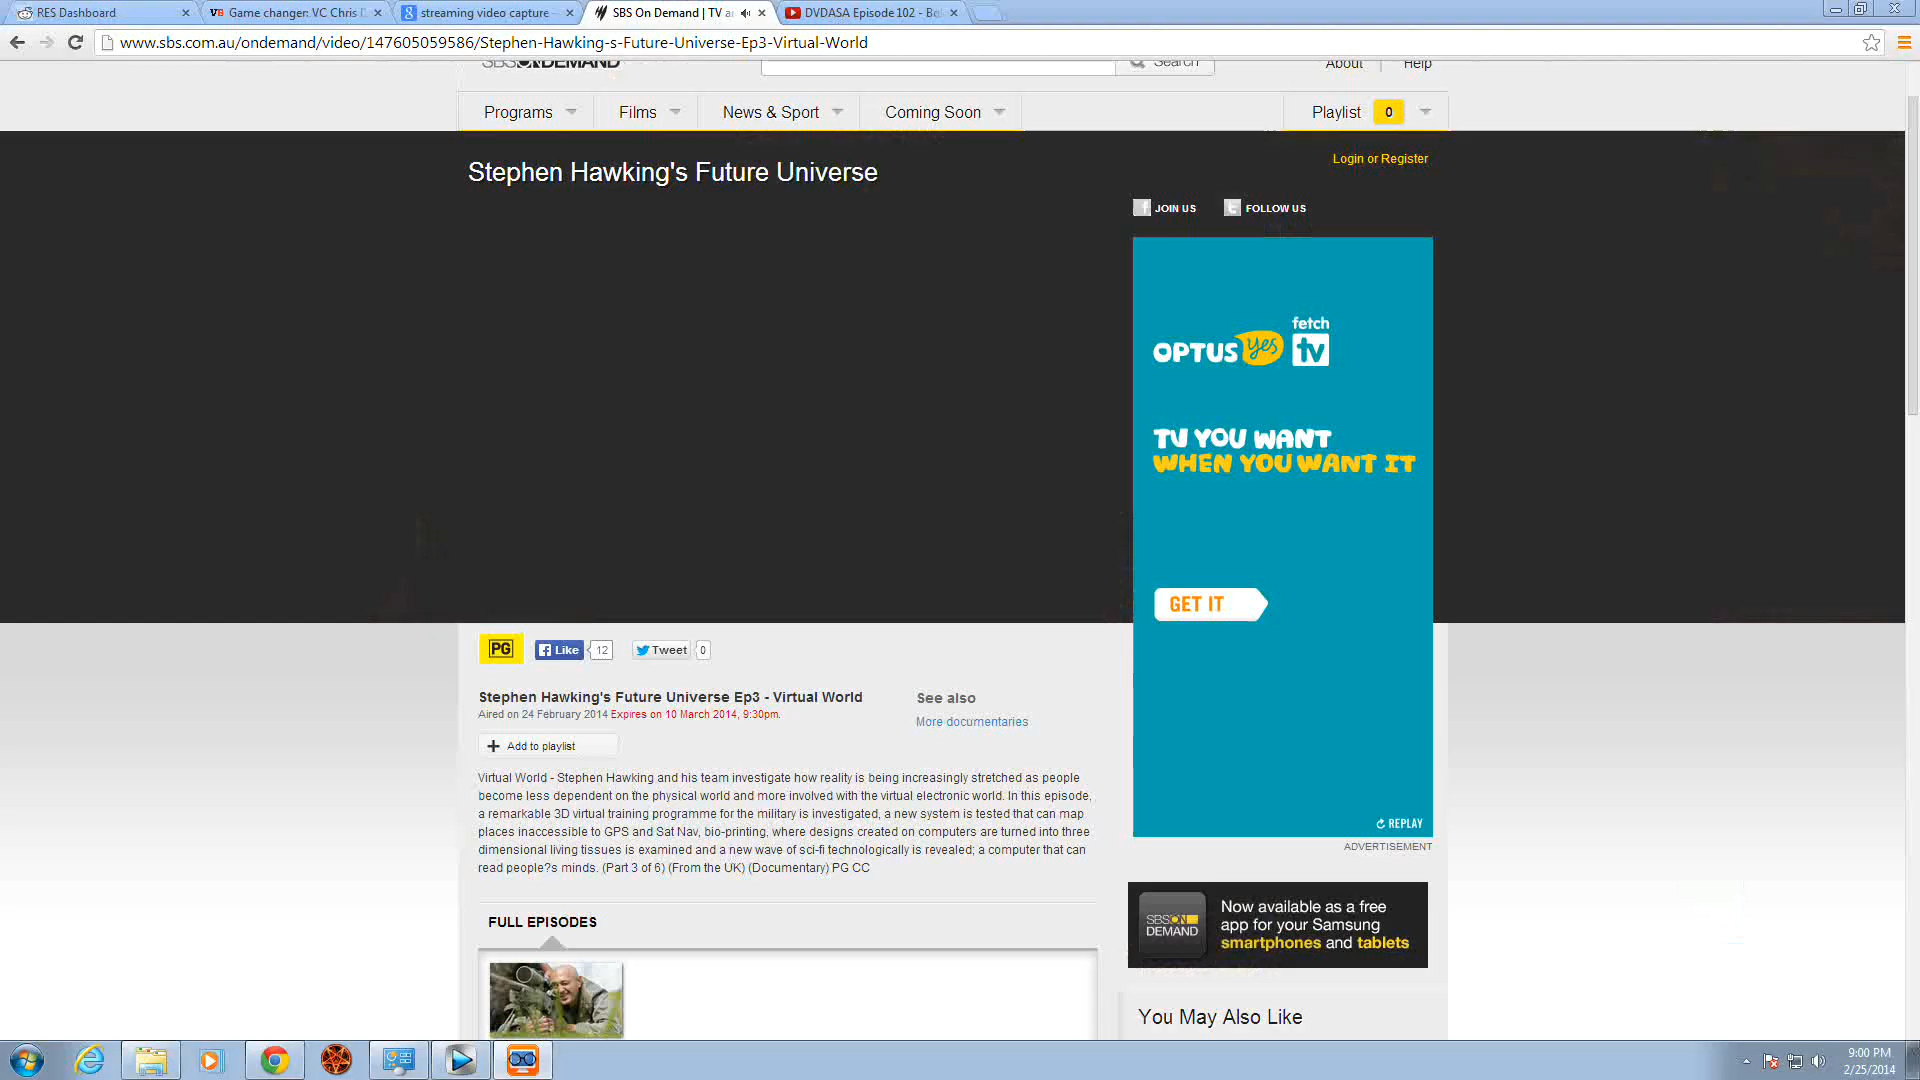 RES Dashboard
Game changer: VC Chris
streaming video capture
SBS On Demand | TV a
DVDASA Episode 102 - Bo
www.sbs.com.au/ondemand/video/147605059586/Stephen-Hawking-s-Future-Universe-Ep3-Virtual-World
SBS ON DEMAND
Search
About
Help
Programs
Films
News & Sport
Coming Soon
Playlist
0
Stephen Hawking's Future Universe
Login or Register
JOIN US
FOLLOW US
OPTUS yes fetch tv
TV YOU WANT
WHEN YOU WANT IT
GET IT
REPLAY
ADVERTISEMENT
PG
Like
12
Tweet
0
Stephen Hawking's Future Universe Ep3 - Virtual World
Aired on 24 February 2014 Expires on 10 March 2014, 9:30pm.
See also
More documentaries
Add to playlist
Virtual World - Stephen Hawking and his team investigate how reality is being increasingly stretched as people
become less dependent on the physical world and more involved with the virtual electronic world. In this episode,
a remarkable 3D virtual training programme for the military is investigated, a new system is tested that can map
places inaccessible to GPS and Sat Nav, bio-printing, where designs created on computers are turned into three
dimensional living tissues is examined and a new wave of sci-fi technologically is revealed; a computer that can
read people?s minds. (Part 3 of 6) (From the UK) (Documentary) PG CC
FULL EPISODES
SBS ON
DEMAND
Now available as a free
app for your Samsung
smartphones and tablets
You May Also Like
9:00 PM
2/25/2014